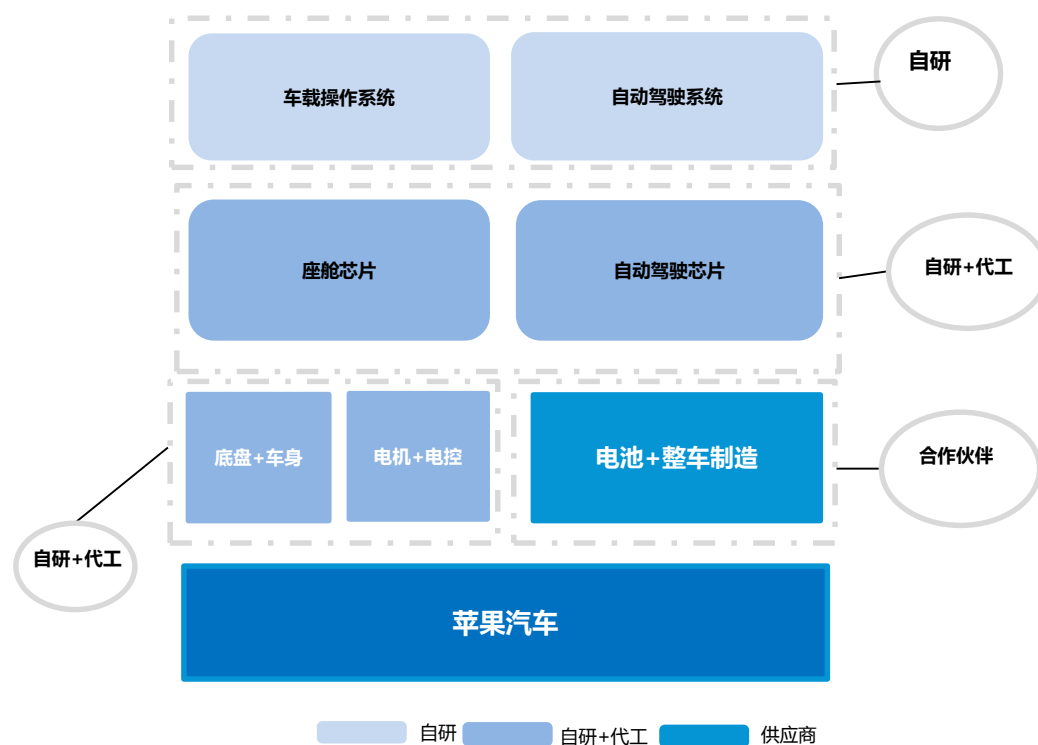 自研
车载操作系统
自动驾驶系统
座舱芯片
自动驾驶芯片
自研+代工
底盘+车身
电机+电控
电池+整车制造
合作伙伴
自研+代工
苹果汽车
自研
自研+代工
供应商